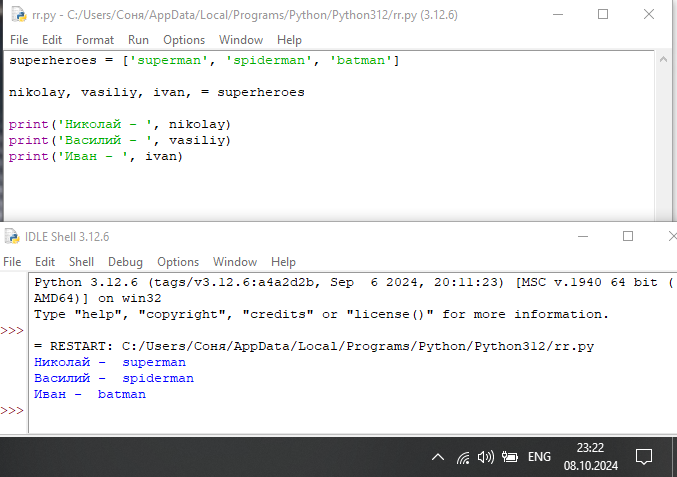 rr.py - C:/Users/Соня/AppData/Local/Programs/Python/Python312/rr.py (3.12.6)
File Edit Format Run Options Window Help
superheroes = ['superman', 'spiderman', 'batman']
nikolay, vasiliy, ivan, = superheroes
print('Николай - ', nikolay)
print('Василий - ', vasiliy)
print('Иван - ', ivan)
IDLE Shell 3.12.6
File Edit Shell Debug Options Window Help
Python 3.12.6 (tags/v3.12.6:a4a2d2b, Sep  6 2024, 20:11:23) [MSC v.1940 64 bit (
AMD64)] on win32
Type "help", "copyright", "credits" or "license()" for more information.
>>>
= RESTART: C:/Users/Соня/AppData/Local/Programs/Python/Python312/rr.py
Николай -  superman
Василий -  spiderman
Иван -  batman
>>>
ENG
23:22
08.10.2024